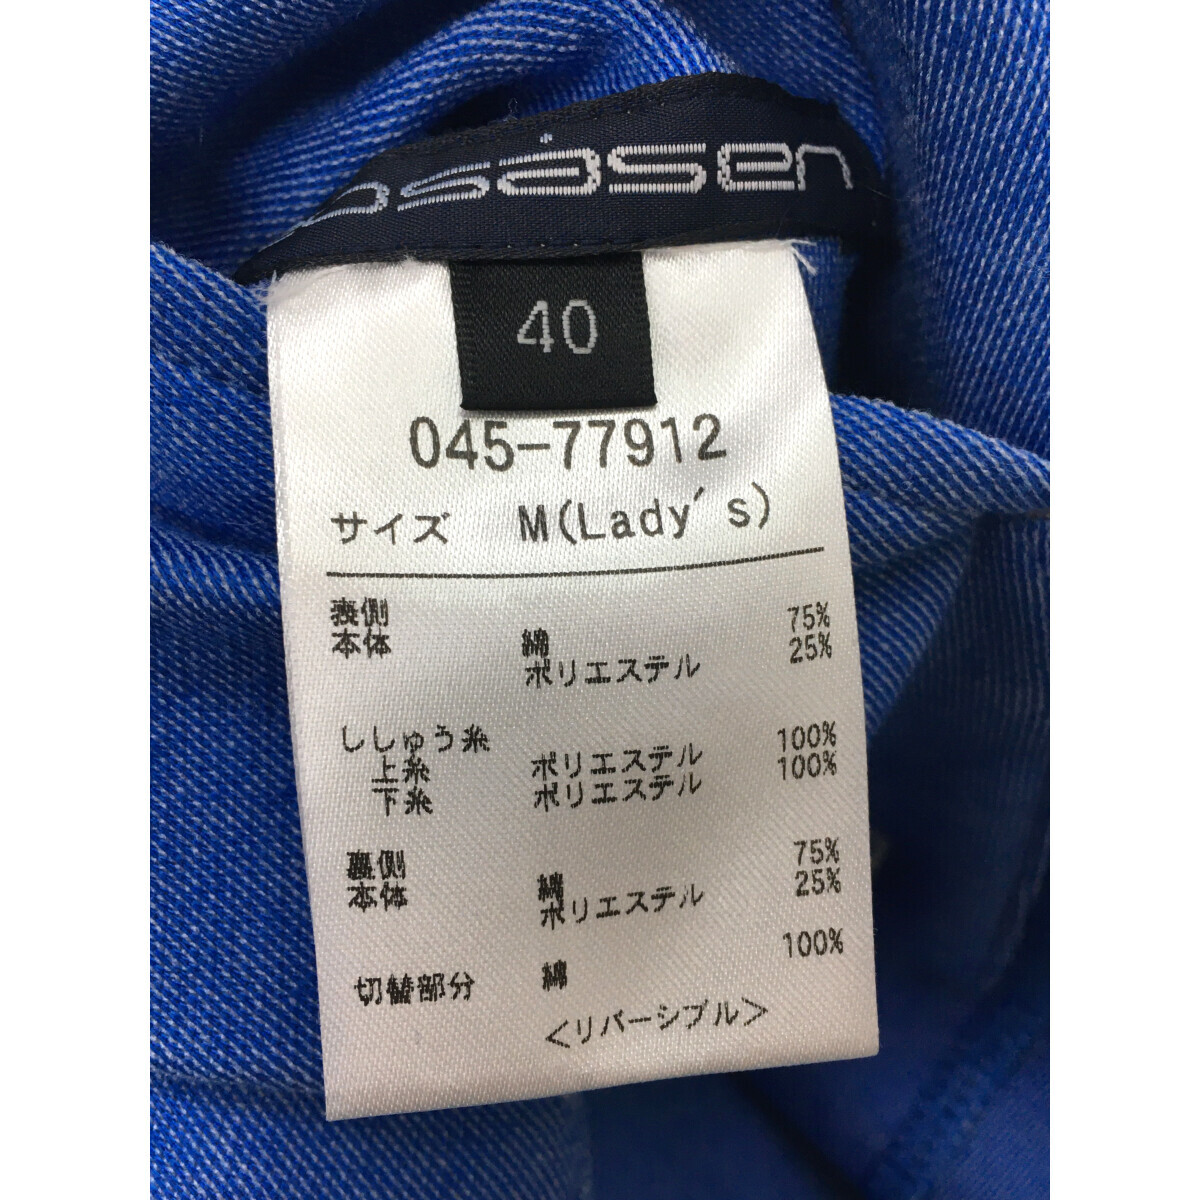 osåsen
40
045-77912
サイズ M(Lady's)
表側 75%
本体 綿 25%
ポリエステル
ししゅう糸 100%
上糸 ポリエステル 100%
下糸 ポリエステル
裏側 75%
本体 綿 25%
ポリエステル
100%
切替部分 綿
<リバーシブル>